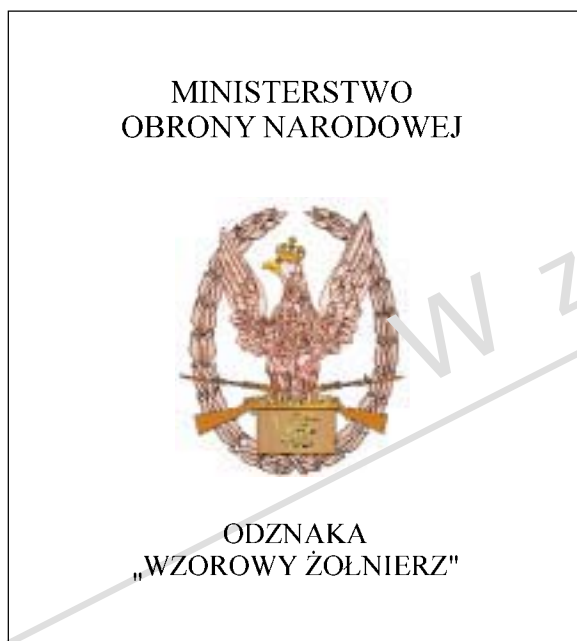 MINISTERSTWO
OBRONY NARODOWEJ
W z
ODZNAKA
„WZOROWY ŻOŁNIERZ"